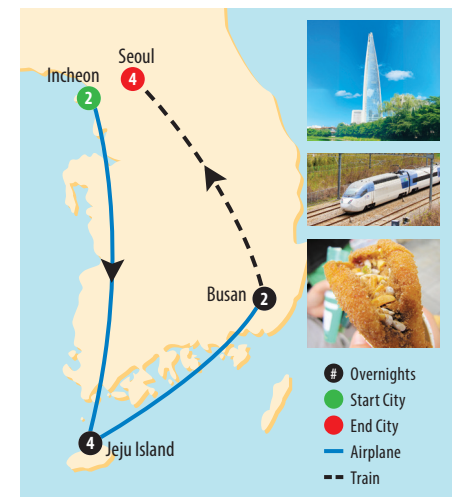 Seoul
4
Incheon
2
Busan 2
4 Jeju Island
# Overnights
Start City
End City
Airplane
Train